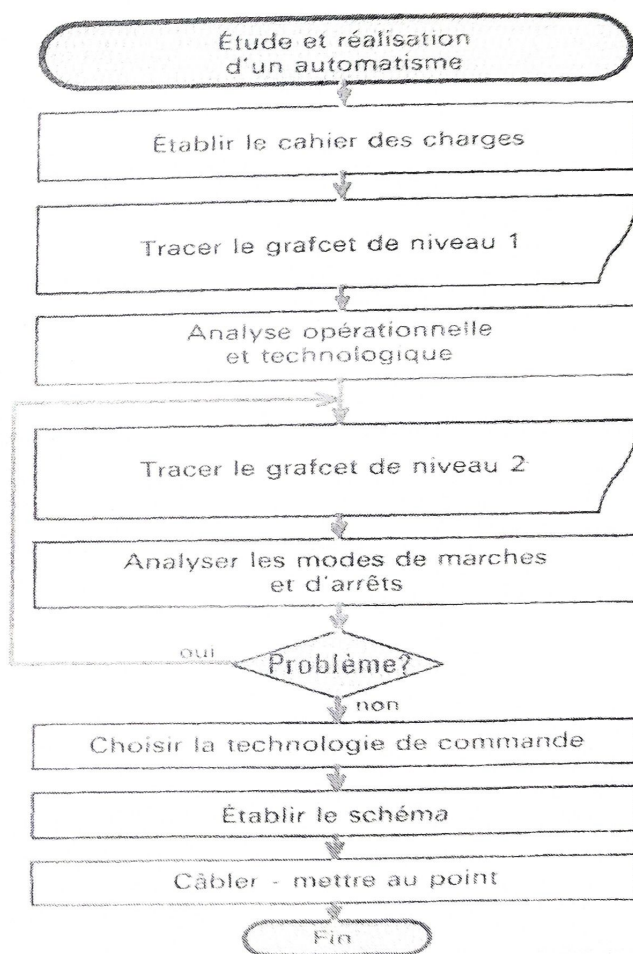 Étude et réalisation
d'un automatisme
Établir le cahier des charges
Tracer le grafcet de niveau 1
Analyse opérationnelle
et technologique
Tracer le grafcet de niveau 2
Analyser les modes de marches
et d'arrêts
oui
Problème?
non
Choisir la technologie de commande
Établir le schéma
Câbler - mettre au point
Fin